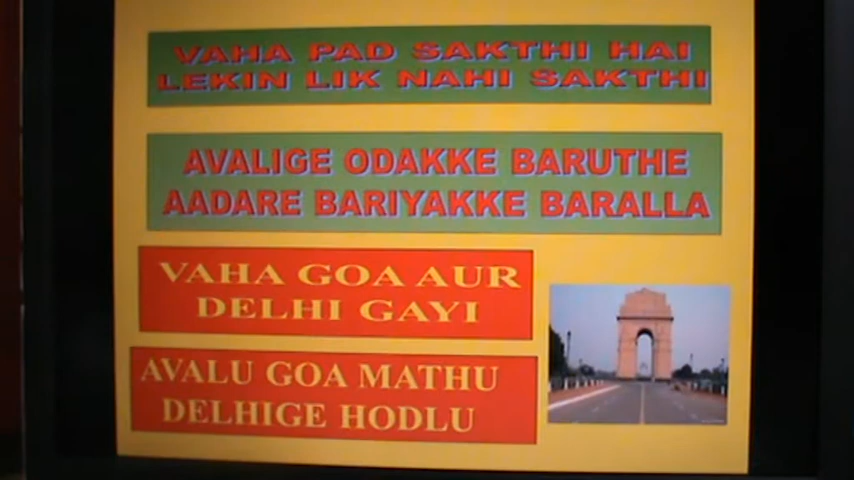 VAHA PAD SAKTHI HAI
LEKIN LIK NAHI SAKTHI
AVALIGE ODAKKE BARUTHE
AADARE BARIYAKKE BARALLA
VAHA GOA AUR
DELHI GAYI
AVALU GOA MATHU
DELHIGE HODLU